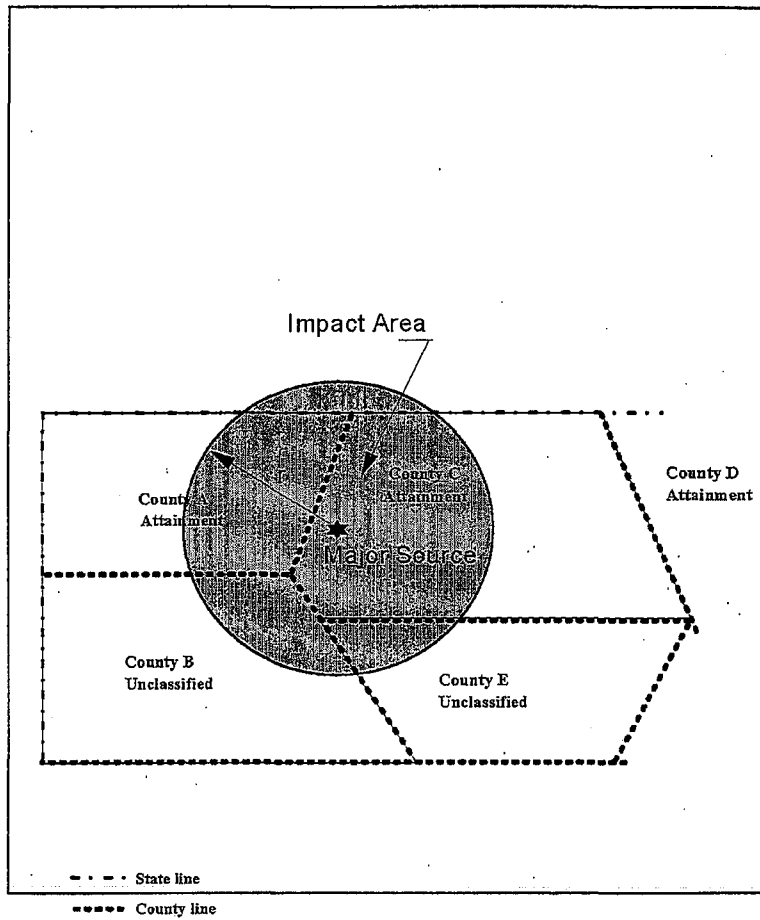 Impact Area
County C
Attainment
County D
Attainment
County A
Attainment
Major Source
County B
Unclassified
County E
Unclassified
State line
County line